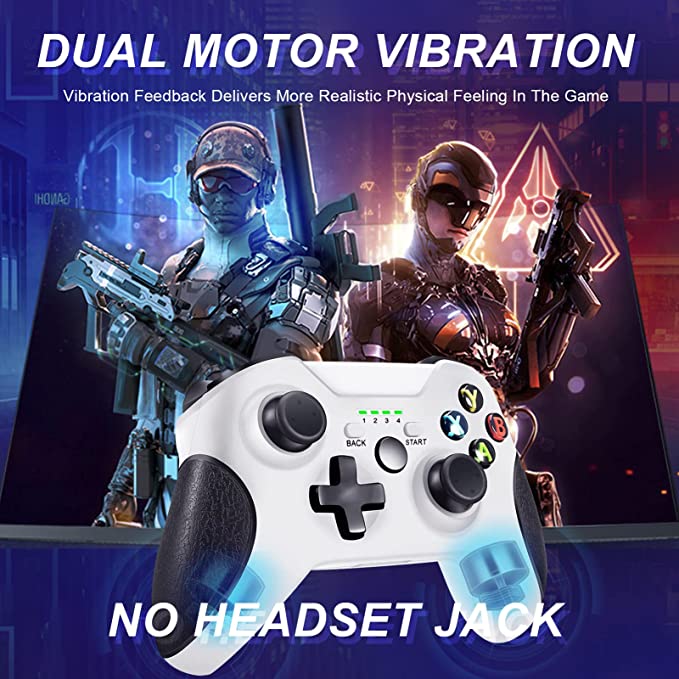 DUAL MOTOR VIBRATION
Vibration Feedback Delivers More Realistic Physical Feeling In The Game
GANDHI
1 2 3 4
BACK
START
Y
X
B
A
NO HEADSET JACK